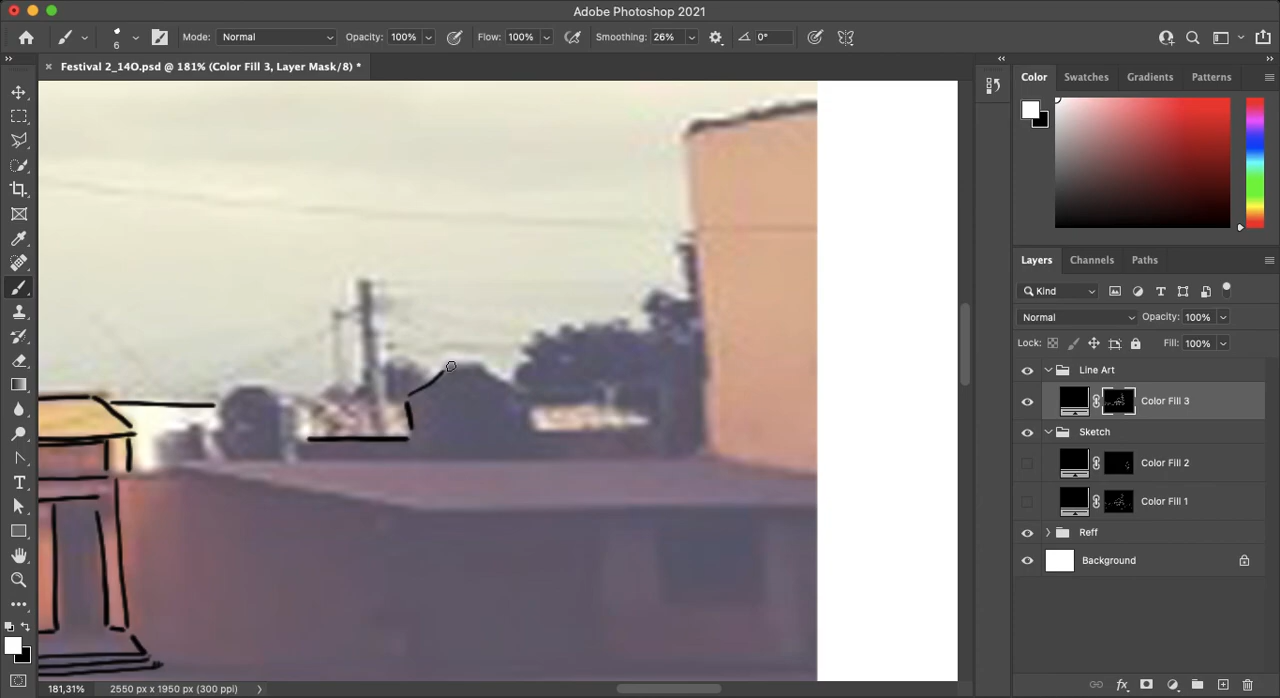 Adobe Photoshop 2021
6 Mode: Normal Opacity: 100% Flow: 100% Smoothing: 26% 0°
Festival 2_14O.psd @ 181% (Color Fill 3, Layer Mask/8) *
Color Swatches Gradients Patterns
Layers Channels Paths
Kind
Normal Opacity: 100%
Lock: Fill: 100%
Line Art
Color Fill 3
Sketch
Color Fill 2
Color Fill 1
Reff
Background
181,31% 2550 px x 1950 px (300 ppi)